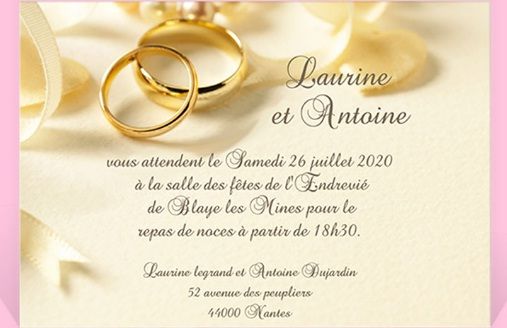 Laurine
et Antoine
vous attendent le Samedi 26 juillet 2020
à la salle des fêtes de l'Endrevié
de Blaye les Mines pour le
repas de noces à partir de 18h30.
Laurine legrand et Antoine Dujardin
52 avenue des peupliers
44000 Nantes